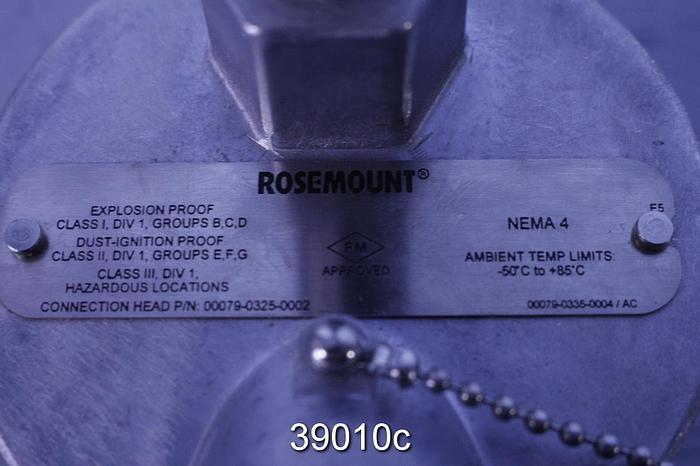 ROSEMOUNT®
EXPLOSION PROOF
CLASS I, DIV 1, GROUPS B,C,D
DUST-IGNITION PROOF
CLASS II, DIV 1, GROUPS E,F,G
CLASS III, DIV 1,
HAZARDOUS LOCATIONS
CONNECTION HEAD P/N: 00079-0325-0002
FM
APPROVED
E5
NEMA 4
AMBIENT TEMP LIMITS:
-50°C to +85°C
00079-0335-0004 / AC
39010c